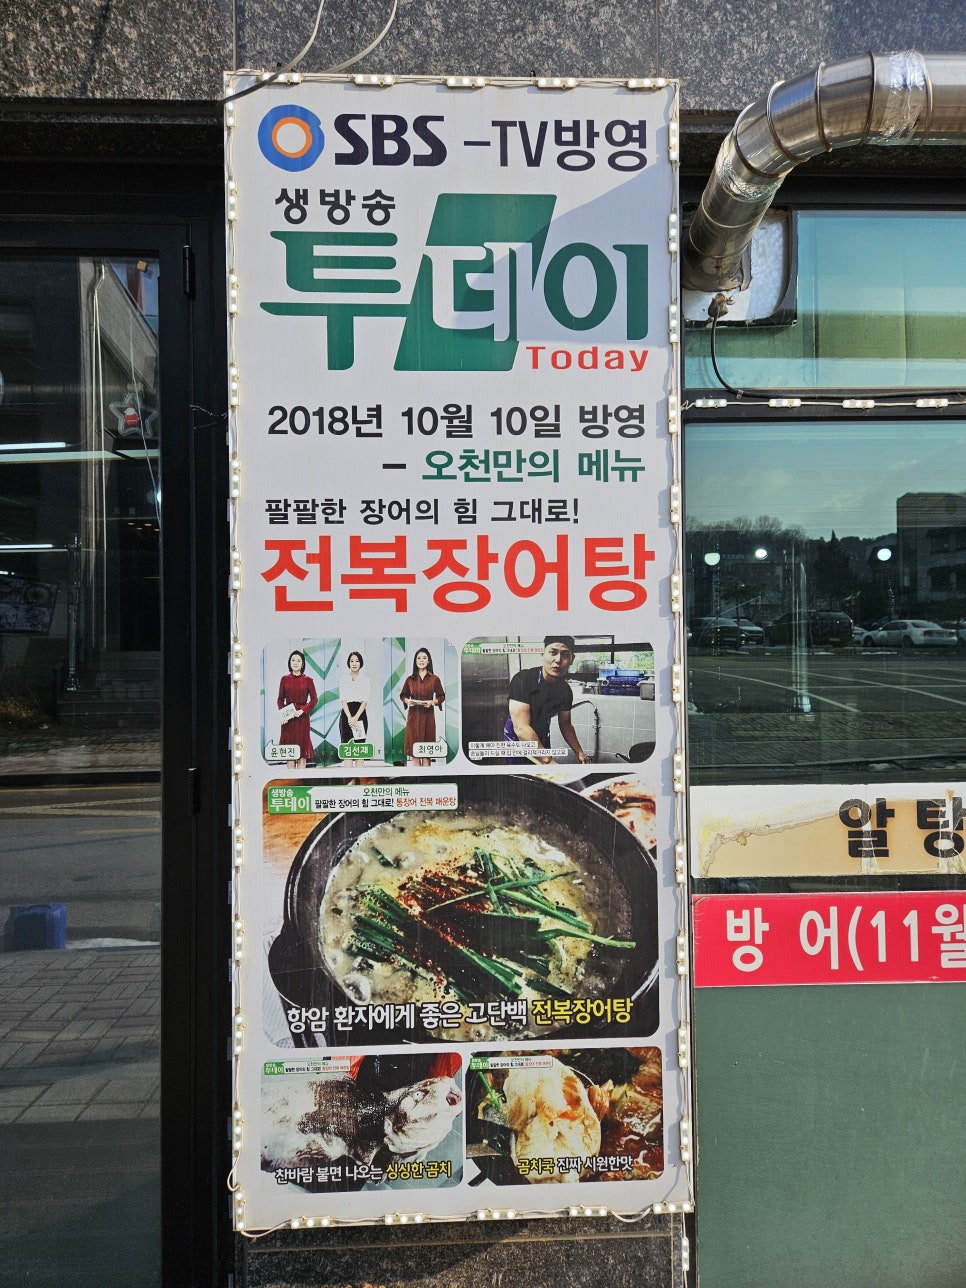 SBS -TV방영
생방송
투데이
Today
2018년 10월 10일 방영
- 오천만의 메뉴
팔팔한 장어의 힘 그대로!
전복장어탕
윤현진
김선재
최영아
생방송
투데이
오천만의 메뉴
팔팔한 장어의 힘 그대로! 통장어 전복 매운탕
항암 환자에게 좋은 고단백 전복장어탕
찬바람 불면 나오는 싱싱한 곰치
곰치국 진짜 시원한맛
알탕
방 어(11월